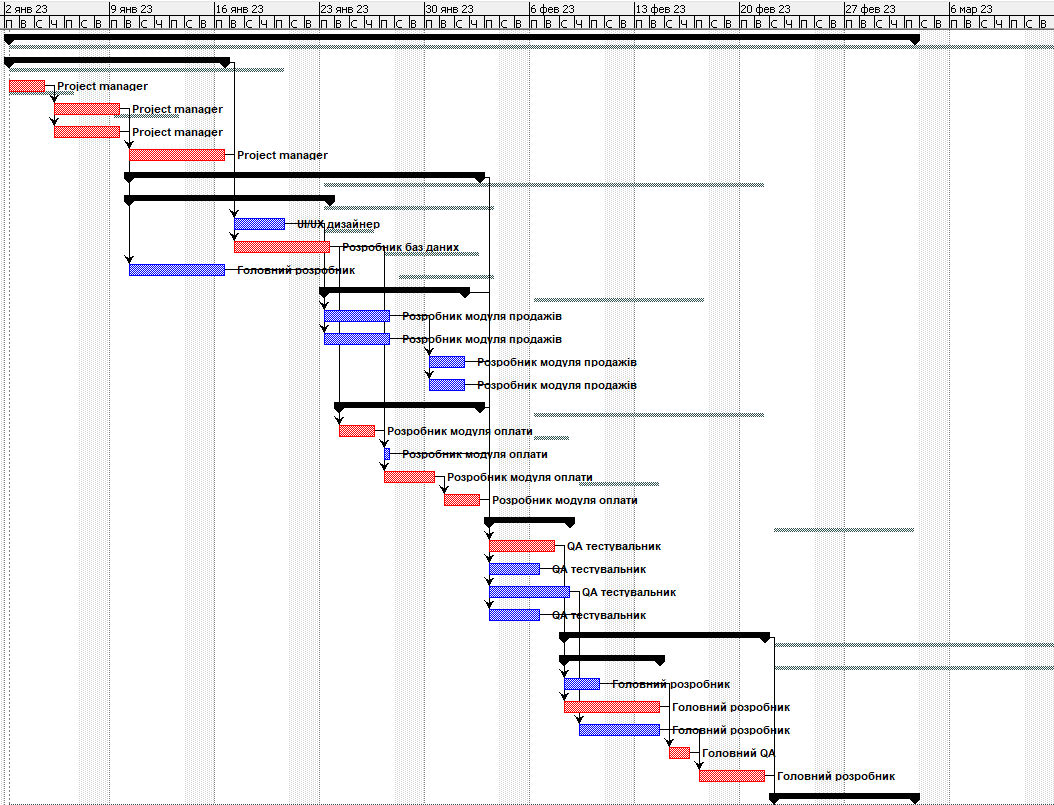 2 янв 23 9 янв 23 16 янв 23 23 янв 23 30 янв 23 6 фев 23 13 фев 23 20 фев 23 27 фев 23 6 мар 23
П В С Ч П С В П В С Ч П С В П В С Ч П С В П В С Ч П С В П В С Ч П С В П В С Ч П С В П В С Ч П С В П В С Ч П С В П В С Ч П С В П В С Ч П С В
Project manager
Project manager
Project manager
Project manager
UI/UX дизайнер
Розробник баз даних
Головний розробник
Розробник модуля продажів
Розробник модуля продажів
Розробник модуля продажів
Розробник модуля продажів
Розробник модуля оплати
Розробник модуля оплати
Розробник модуля оплати
Розробник модуля оплати
QA тестувальник
QA тестувальник
QA тестувальник
QA тестувальник
Головний розробник
Головний розробник
Головний розробник
Головний QA
Головний розробник